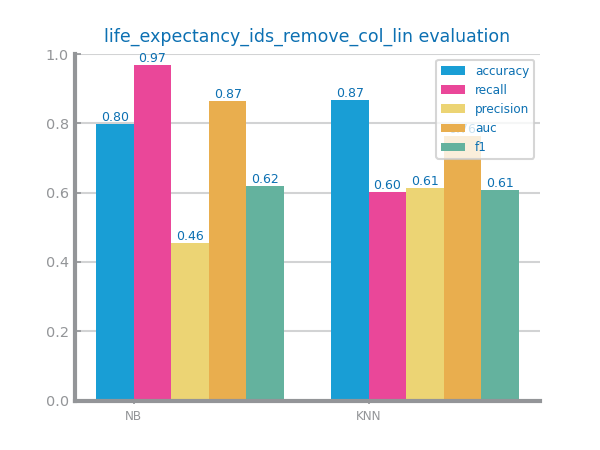 life_expectancy_ids_remove_col_lin evaluation
1.0
0.8
0.6
0.4
0.2
0.0
0.80
0.97
0.46
0.87
0.62
0.87
0.60
0.61
0.61
accuracy
recall
precision
auc
f1
NB
KNN